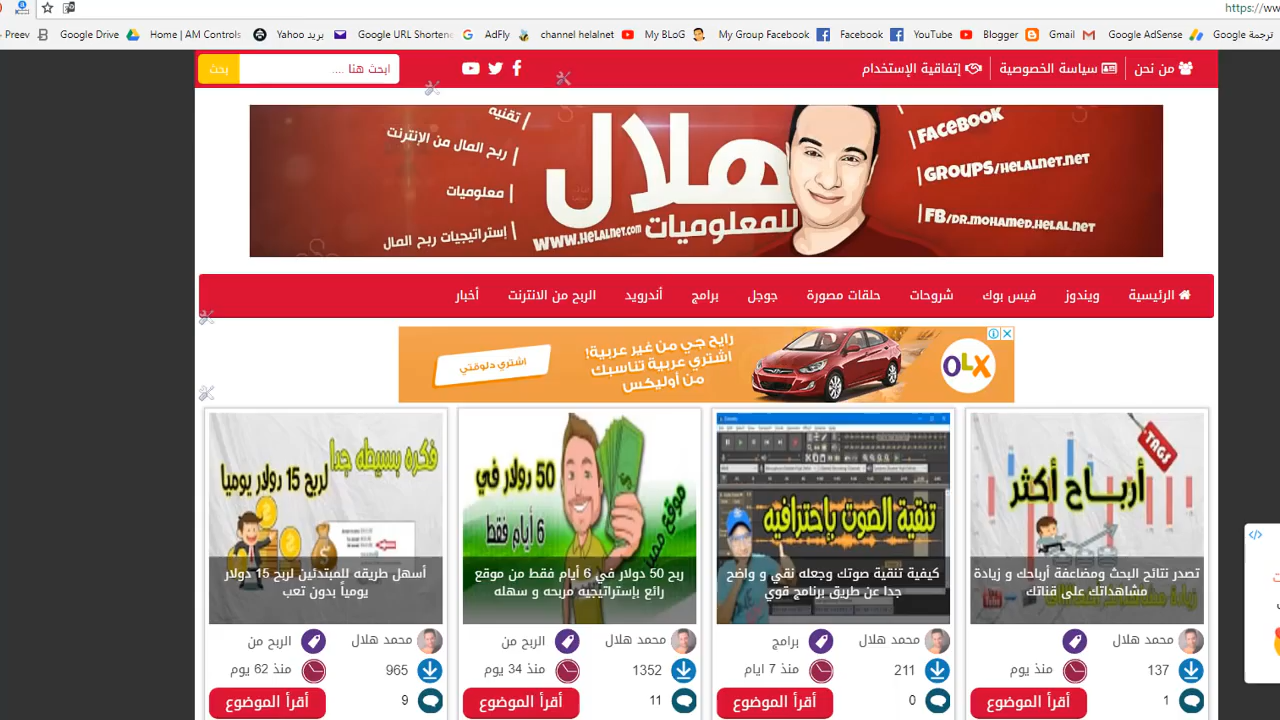 https://ww
Preev
Google Drive
Home | AM Controls
Yahoo بريد
Google URL Shortene
AdFly
channel helalnet
My BLoG
My Group Facebook
Facebook
YouTube
Blogger
Gmail
Google AdSense
ترجمة Google
من نحن
سياسة الخصوصية
إتفاقية الإستخدام
ابحث هنا ....
بحث
تقنيه
ربح المال من الإنترنت
معلوميات
إستراتيجيات ربح المال
هلال
للمعلوميات
www.HelalNet.com
FaceBook
GROUPS/HELALNET.NET
FB/DR.MOHAMED.HELAL.NET
الرئيسية
ويندوز
فيس بوك
شروحات
حلقات مصورة
جوجل
برامج
أندرويد
الربح من الانترنت
أخبار
OLX
رايح جي من غير عربية!
اشتري عربية تناسبك
من أوليكس
اشتري دلوقتي
TAGS
أرباح أكثر
تصدر نتائج البحث ومضاعفة أرباحك و زيادة
مشاهداتك على قناتك
محمد هلال
137
منذ يوم
1
أقرأ الموضوع
تنقية الصوت بإحترافيه
كيفية تنقية صوتك وجعله نقي و واضح
جدا عن طريق برنامج قوي
محمد هلال
برامج
211
منذ 7 ايام
0
أقرأ الموضوع
50 دولار في
6 أيام فقط
ربح 50 دولار في 6 أيام فقط من موقع
رائع بإستراتيجيه مربحه و سهله
محمد هلال
الربح من
1352
منذ 34 يوم
11
أقرأ الموضوع
فكره بسيطه جدا
لربح 15 دولار يوميا
أسهل طريقه للمبتدئين لربح 15 دولار
يومياً بدون تعب
محمد هلال
الربح من
965
منذ 62 يوم
9
أقرأ الموضوع